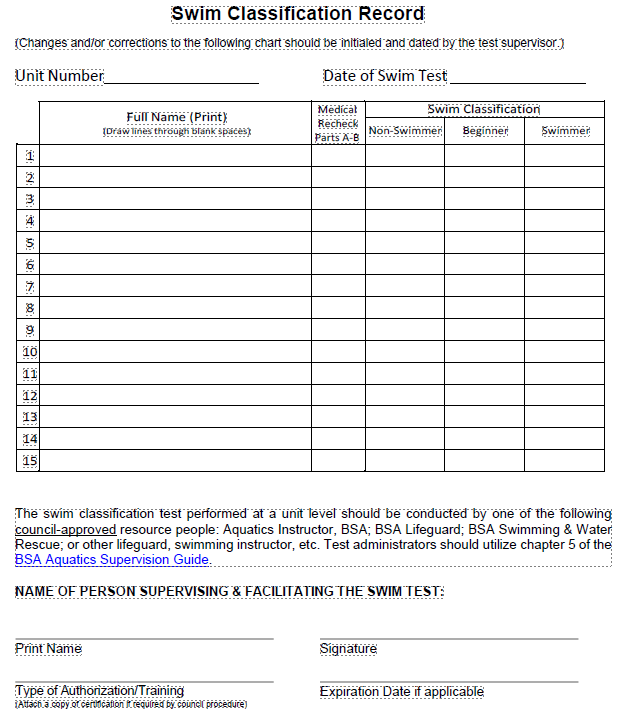 Swim Classification Record
(Changes and/or corrections to the following chart should be initialed and dated by the test supervisor.)
Unit Number Date of Swim Test
Full Name (Print)
(Draw lines through blank spaces)
Medical
Recheck
Parts A-B
Swim Classification
Non-Swimmer Beginner Swimmer
1
2
3
4
5
6
7
8
9
10
11
12
13
14
15
The swim classification test performed at a unit level should be conducted by one of the following
council-approved resource people: Aquatics Instructor, BSA; BSA Lifeguard; BSA Swimming & Water
Rescue; or other lifeguard, swimming instructor, etc. Test administrators should utilize chapter 5 of the
BSA Aquatics Supervision Guide.
NAME OF PERSON SUPERVISING & FACILITATING THE SWIM TEST:
Print Name Signature
Type of Authorization/Training Expiration Date if applicable
(Attach a copy of certification if required by council procedure)